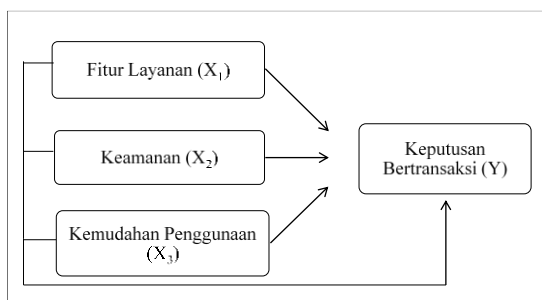 Fitur Layanan (X₁)
Keamanan (X₂)
Keputusan
Bertransaksi (Y)
Kemudahan Penggunaan
(X₃)